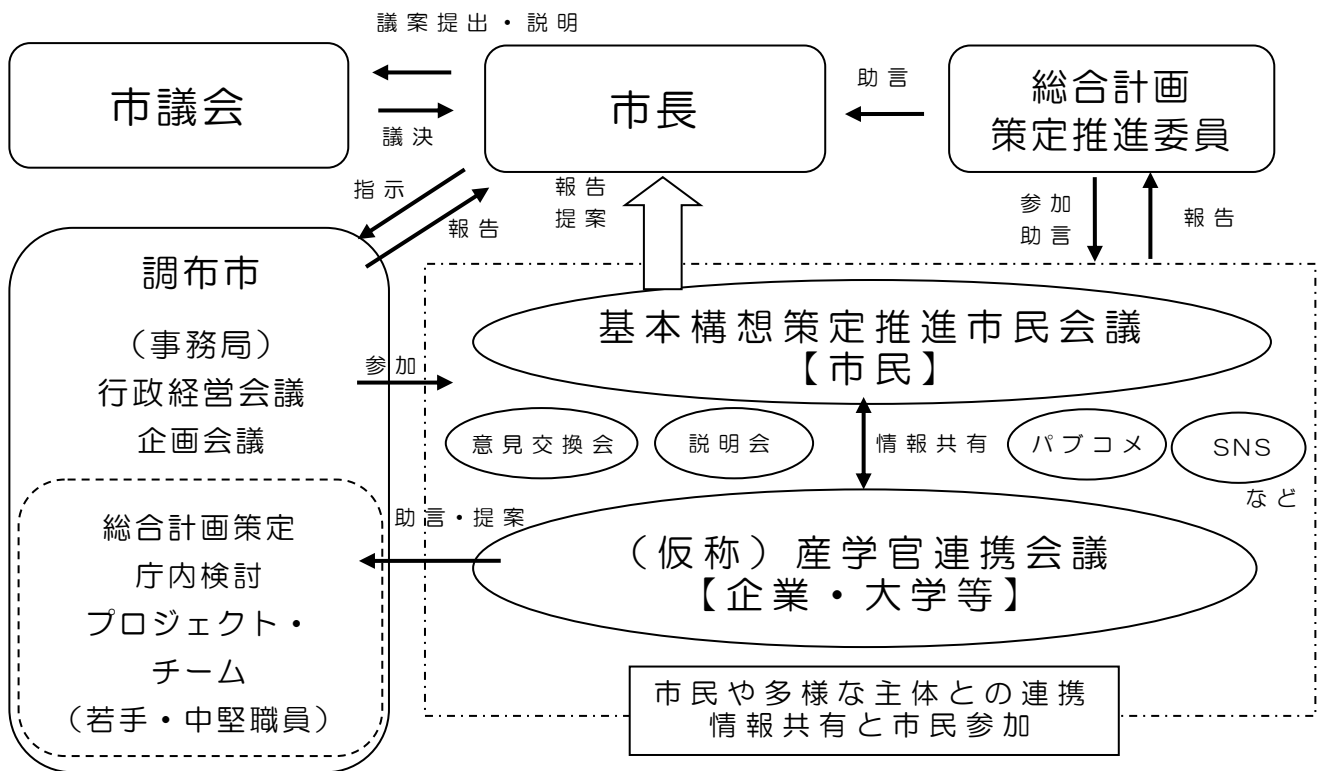 議案提出・説明
市議会
市長
総合計画
策定推進委員
助言
議決
指示
報告
報告
提案
参加
助言
報告
調布市
（事務局）
行政経営会議
企画会議
参加
基本構想策定推進市民会議
【市民】
意見交換会
説明会
情報共有
パブコメ
SNS
など
総合計画策定
庁内検討
プロジェクト・
チーム
（若手・中堅職員）
助言・提案
（仮称）産学官連携会議
【企業・大学等】
市民や多様な主体との連携
情報共有と市民参加